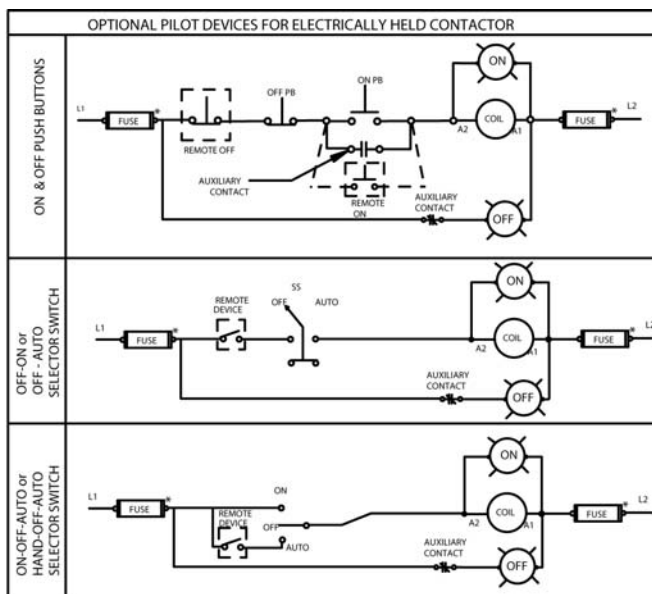 OPTIONAL PILOT DEVICES FOR ELECTRICALLY HELD CONTACTOR
ON & OFF PUSH BUTTONS
ON
ON PB
OFF PB
L1
FUSE
*
REMOTE OFF
A2
COIL
A1
FUSE
*
L2
AUXILIARY
CONTACT
REMOTE
ON
AUXILIARY
CONTACT
OFF
OFF-ON or
OFF - AUTO
SELECTOR SWITCH
ON
SS
OFF
AUTO
REMOTE
DEVICE
L1
FUSE
*
A2
COIL
A1
FUSE
*
L2
AUXILIARY
CONTACT
OFF
ON-OFF-AUTO or
HAND-OFF-AUTO
SELECTOR SWITCH
ON
ON
L1
FUSE
*
REMOTE
DEVICE
OFF
AUTO
A2
COIL
A1
FUSE
*
L2
AUXILIARY
CONTACT
OFF